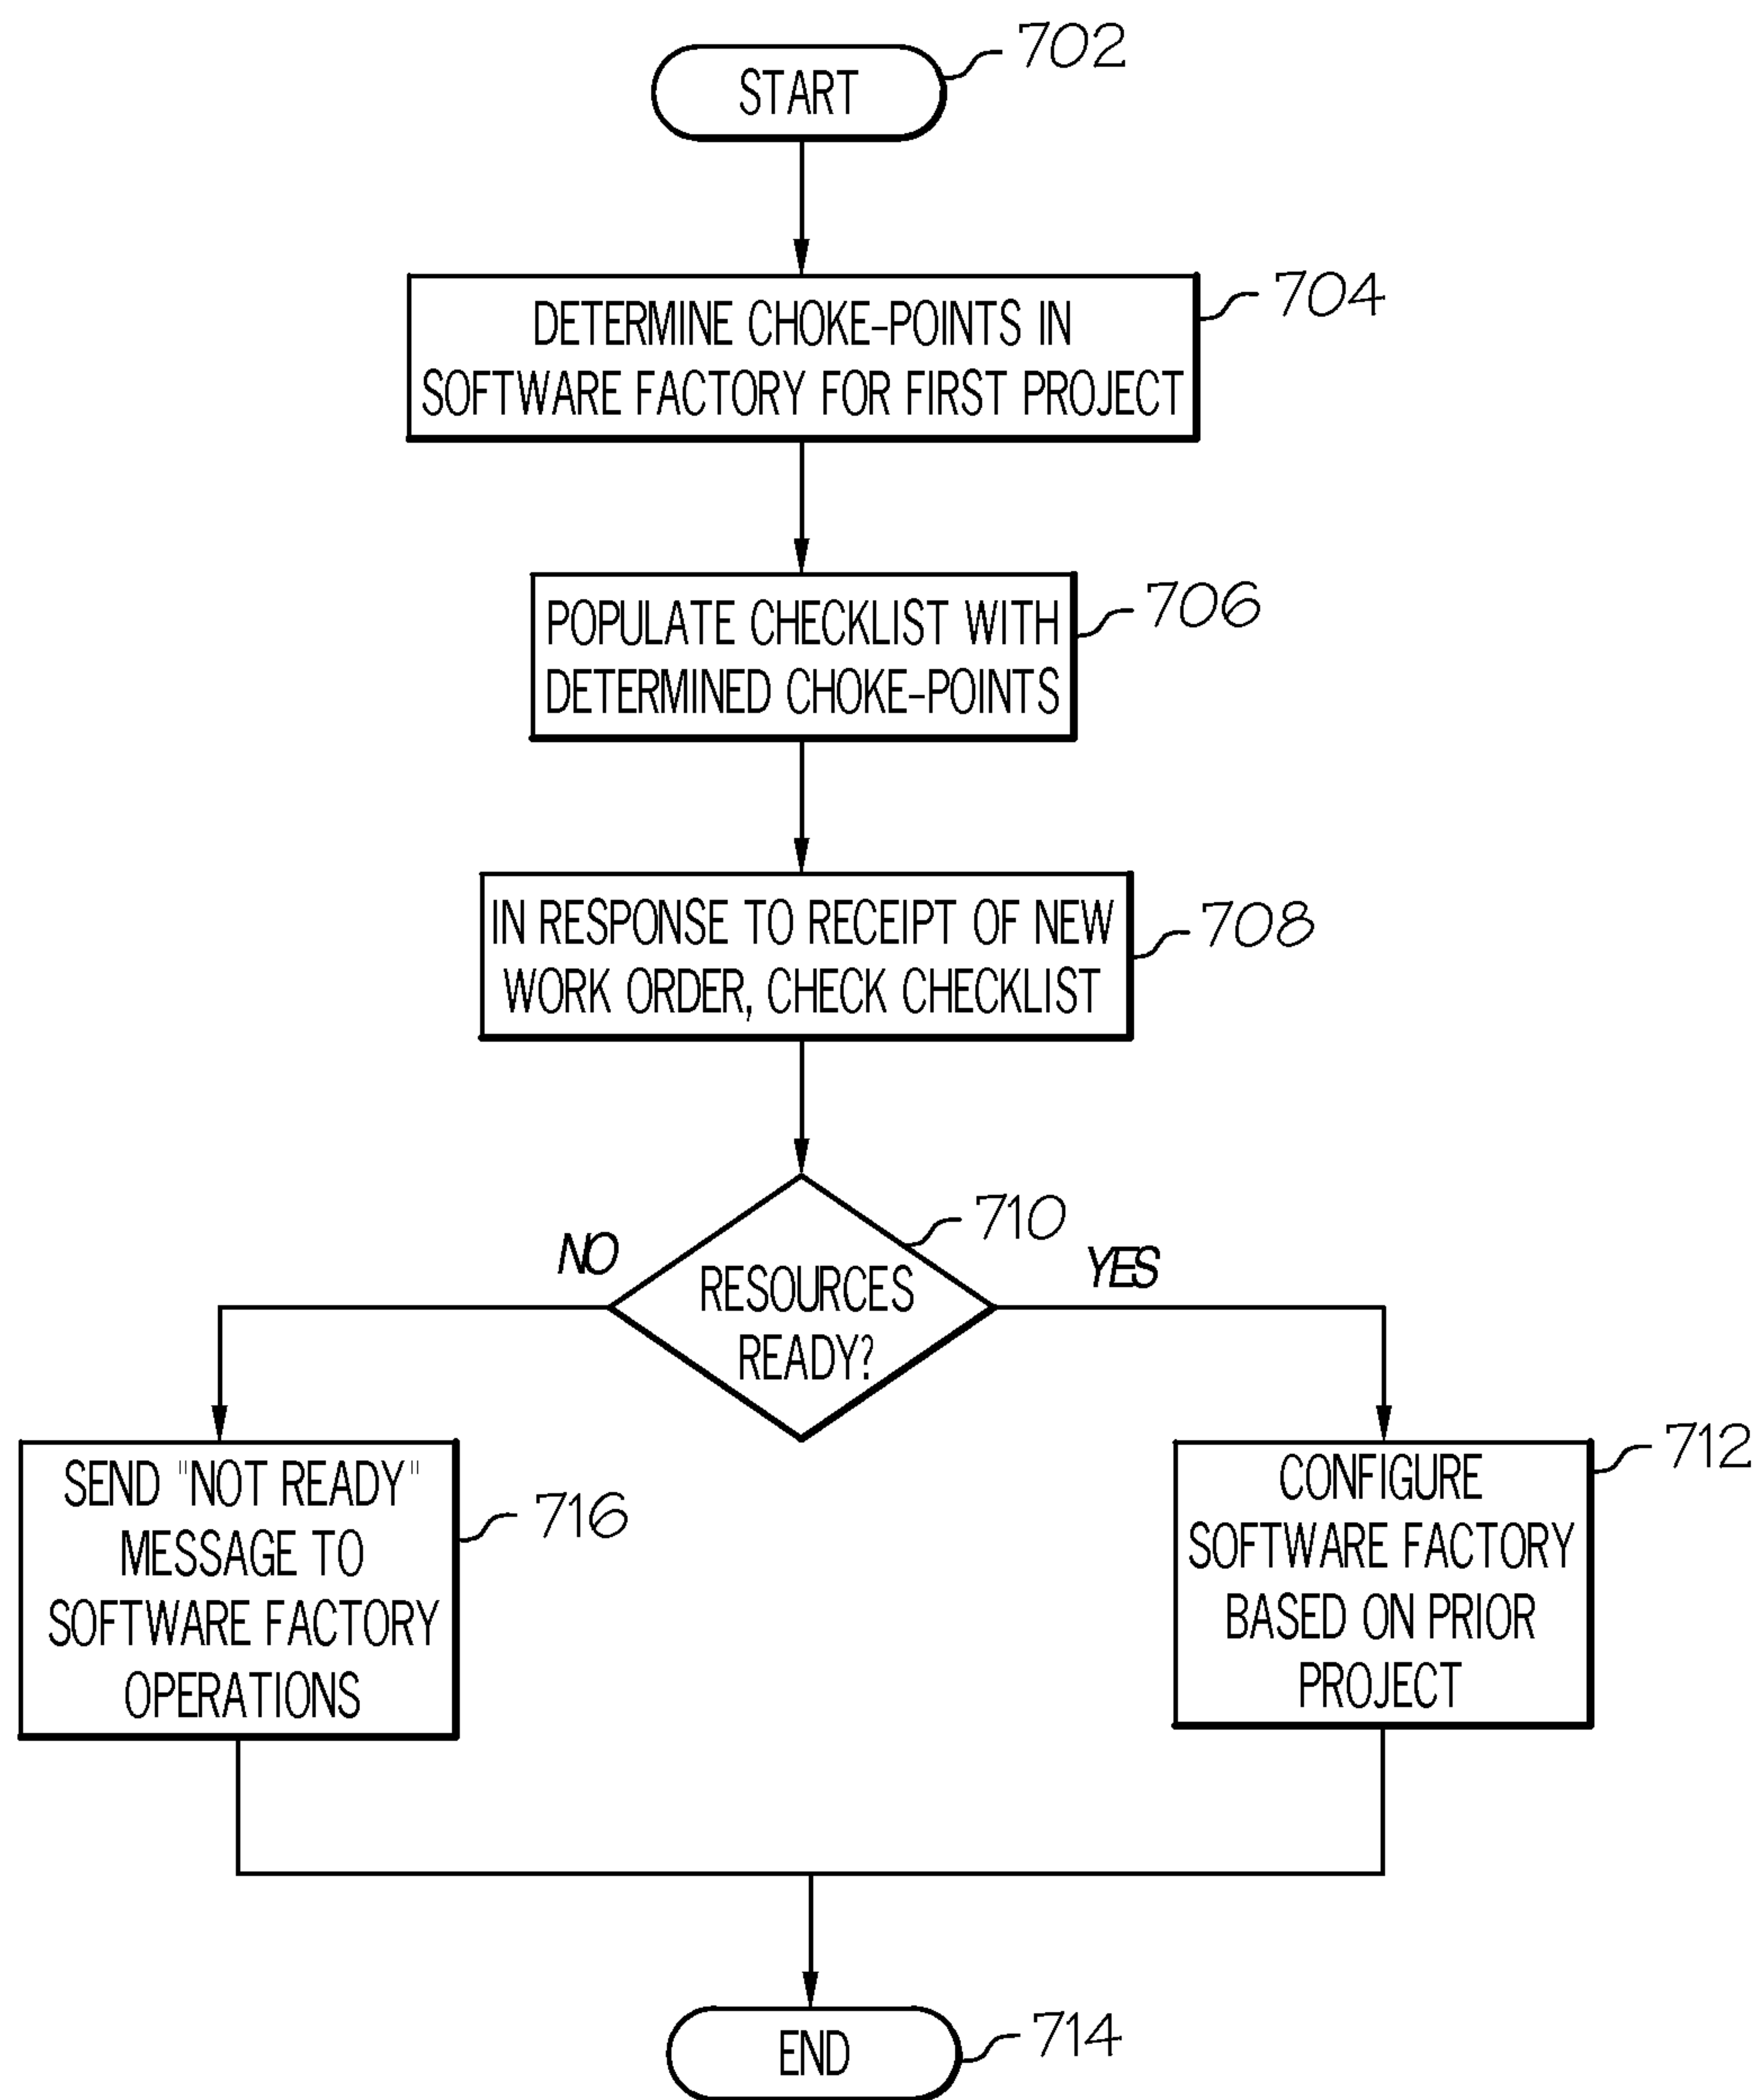 START
702
DETERMINE CHOKE-POINTS IN
SOFTWARE FACTORY FOR FIRST PROJECT
704
POPULATE CHECKLIST WITH
DETERMINED CHOKE-POINTS
706
IN RESPONSE TO RECEIPT OF NEW
WORK ORDER, CHECK CHECKLIST
708
RESOURCES
READY?
710
NO
YES
SEND "NOT READY"
MESSAGE TO
SOFTWARE FACTORY
OPERATIONS
716
CONFIGURE
SOFTWARE FACTORY
BASED ON PRIOR
PROJECT
712
END
714